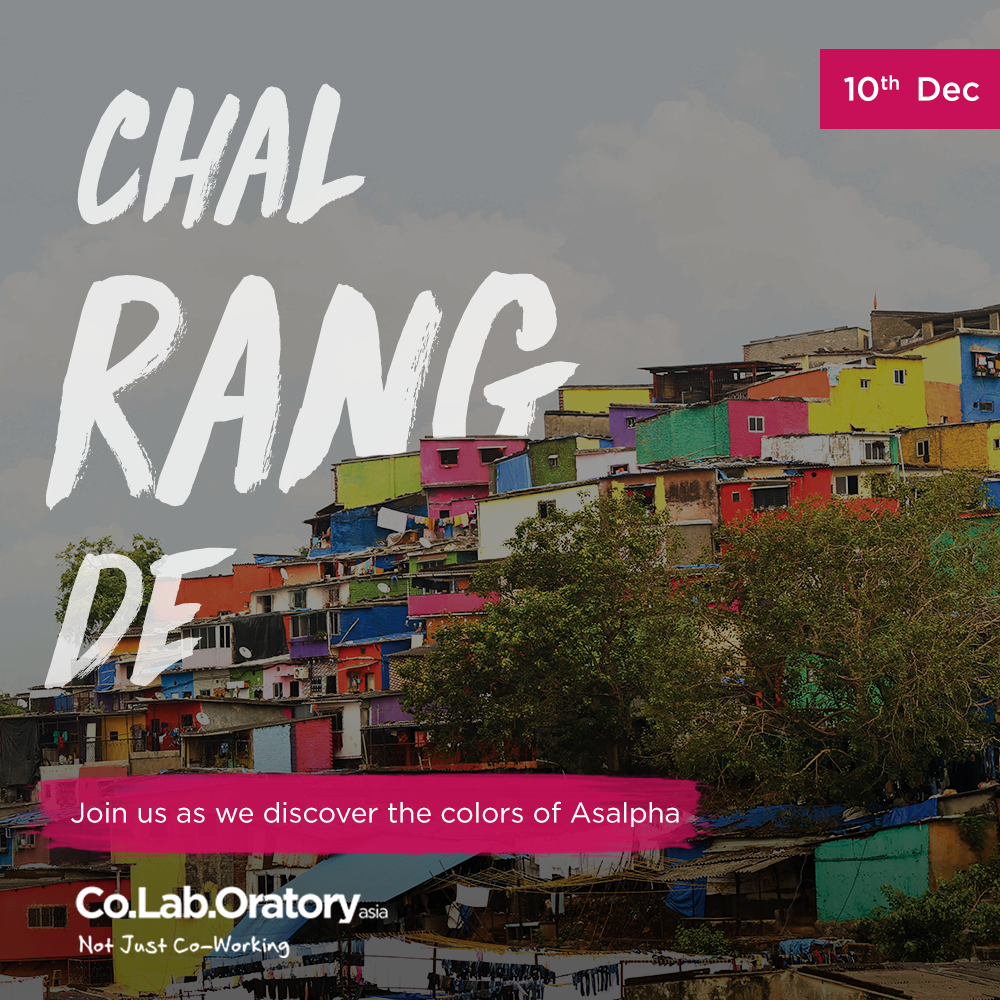 10th Dec
CHAL
RANG
DE
Join us as we discover the colors of Asalpha
Co.Lab.Oratory asia
Not Just Co-Working